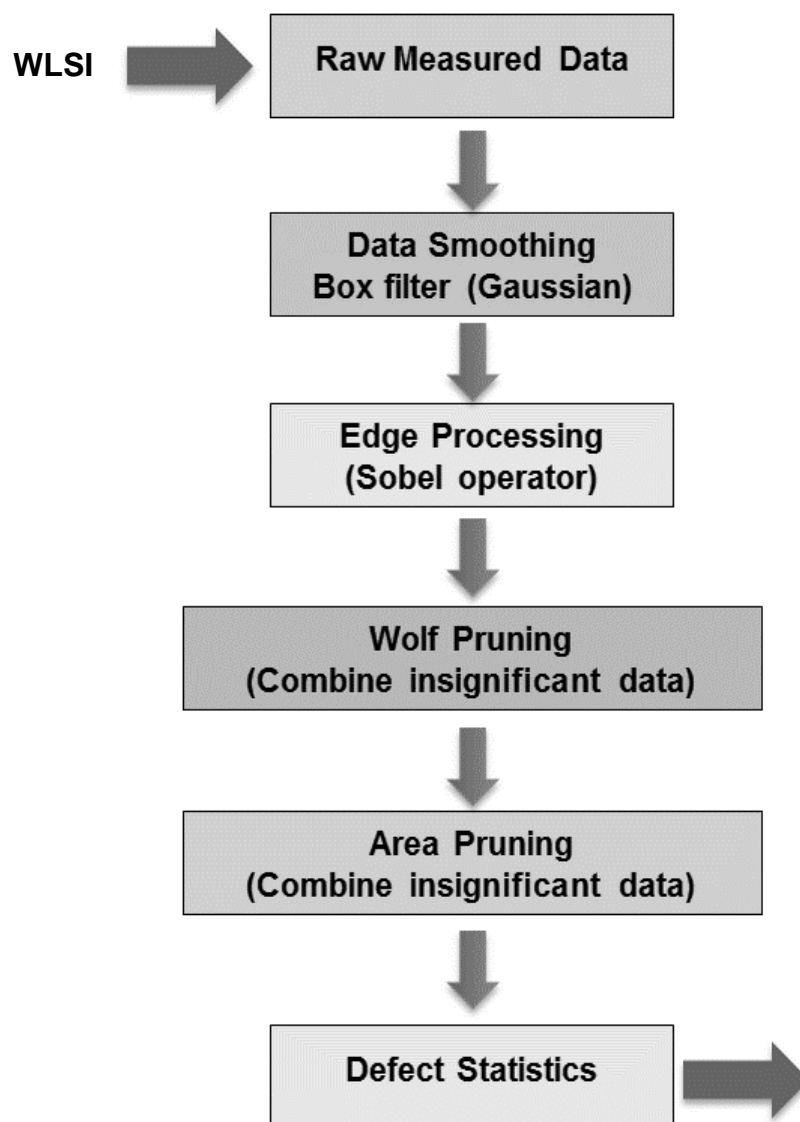 WLSI
Raw Measured Data
Data Smoothing
Box filter (Gaussian)
Edge Processing
(Sobel operator)
Wolf Pruning
(Combine insignificant data)
Area Pruning
(Combine insignificant data)
Defect Statistics